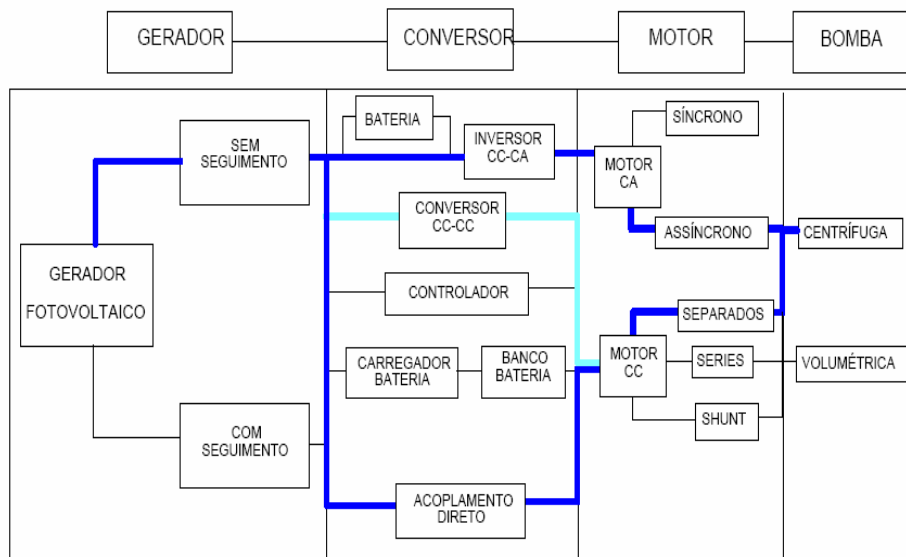 GERADOR
CONVERSOR
MOTOR
BOMBA
BATERIA
SÍNCRONO
SEM
SEGUIMENTO
INVERSOR
CC-CA
MOTOR
CA
CONVERSOR
CC-CC
ASSÍNCRONO
CENTRÍFUGA
GERADOR
FOTOVOLTAICO
CONTROLADOR
SEPARADOS
CARREGADOR
BATERIA
BANCO
BATERIA
MOTOR
CC
SERIES
VOLUMÉTRICA
COM
SEGUIMENTO
SHUNT
ACOPLAMENTO
DIRETO